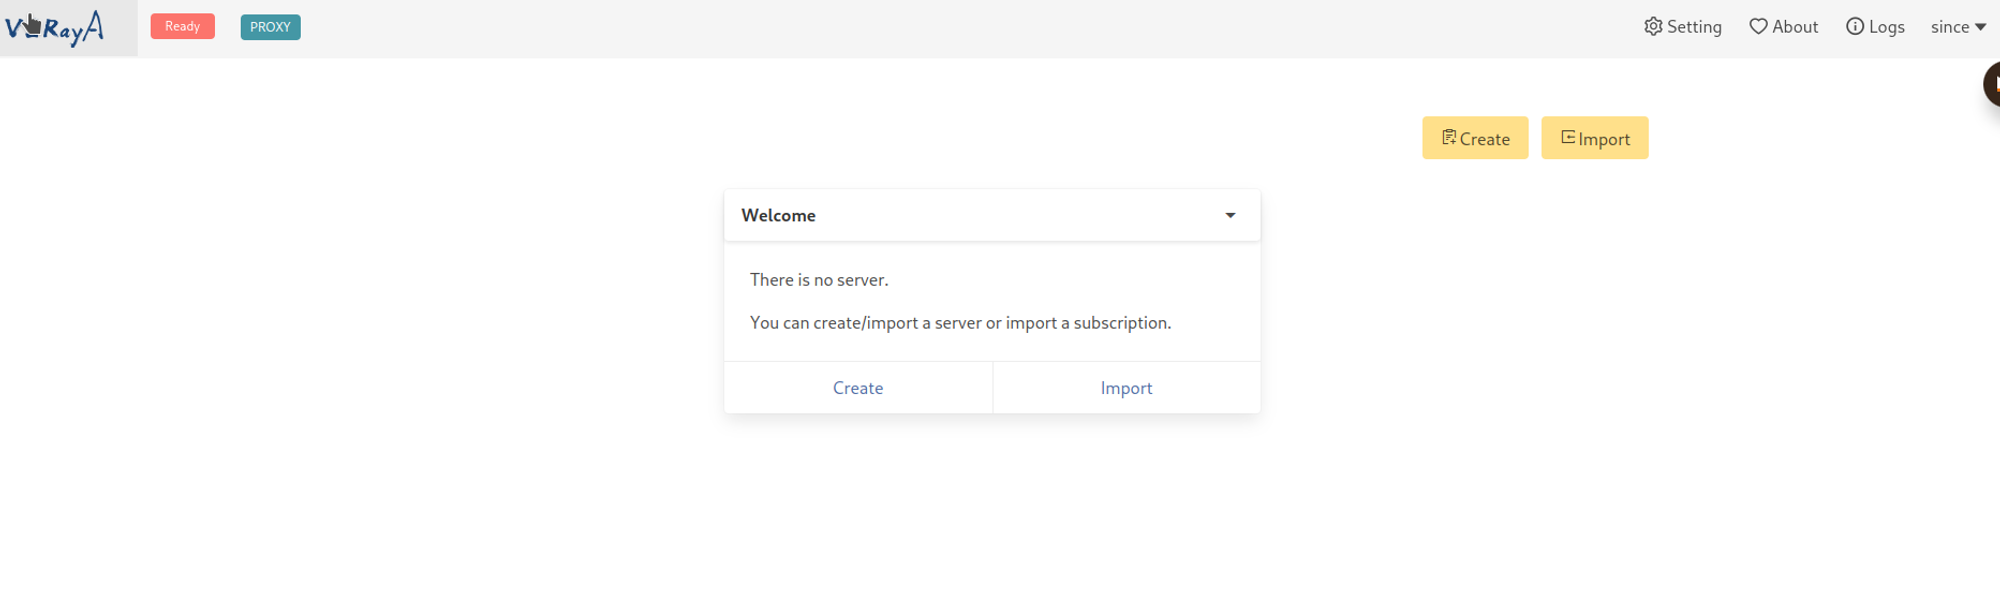 Ready
PROXY
Setting
About
Logs
since
Create
Import
Welcome
There is no server.
You can create/import a server or import a subscription.
Create
Import